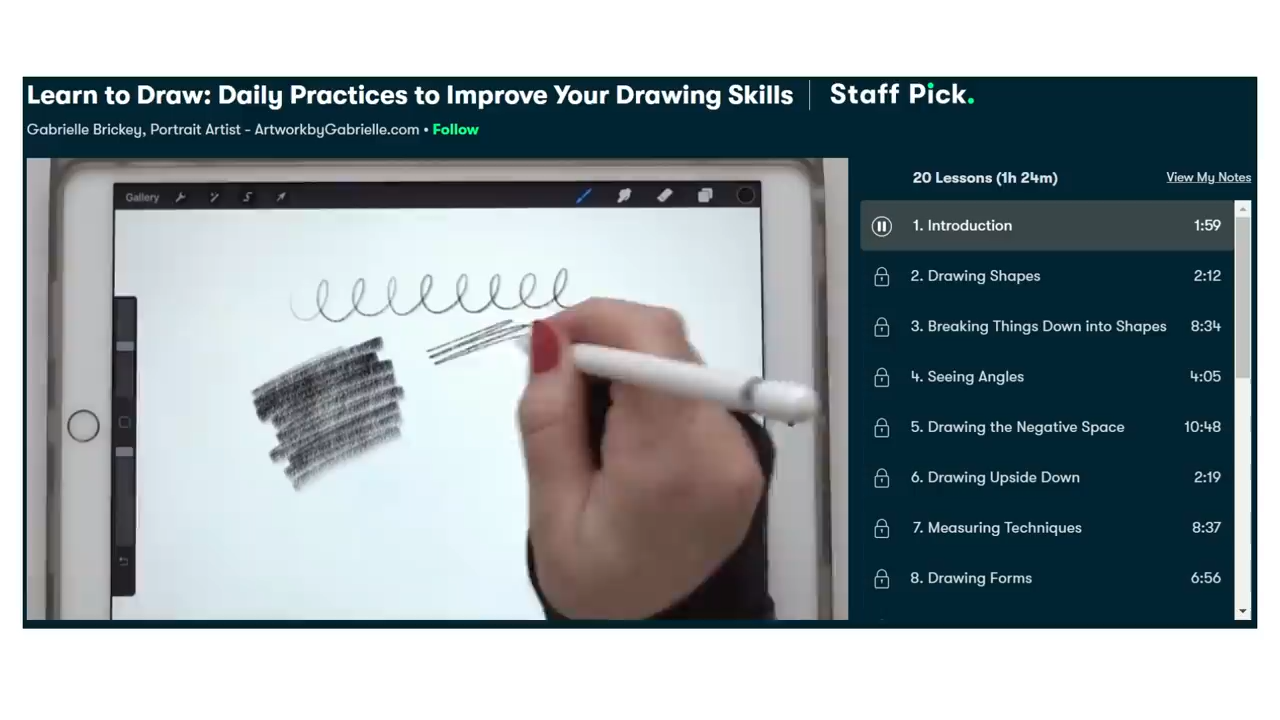 Learn to Draw: Daily Practices to Improve Your Drawing Skills | Staff Pick.
Gabrielle Brickey, Portrait Artist - ArtworkbyGabrielle.com • Follow
Gallery
20 Lessons (1h 24m) View My Notes
1. Introduction 1:59
2. Drawing Shapes 2:12
3. Breaking Things Down into Shapes 8:34
4. Seeing Angles 4:05
5. Drawing the Negative Space 10:48
6. Drawing Upside Down 2:19
7. Measuring Techniques 8:37
8. Drawing Forms 6:56